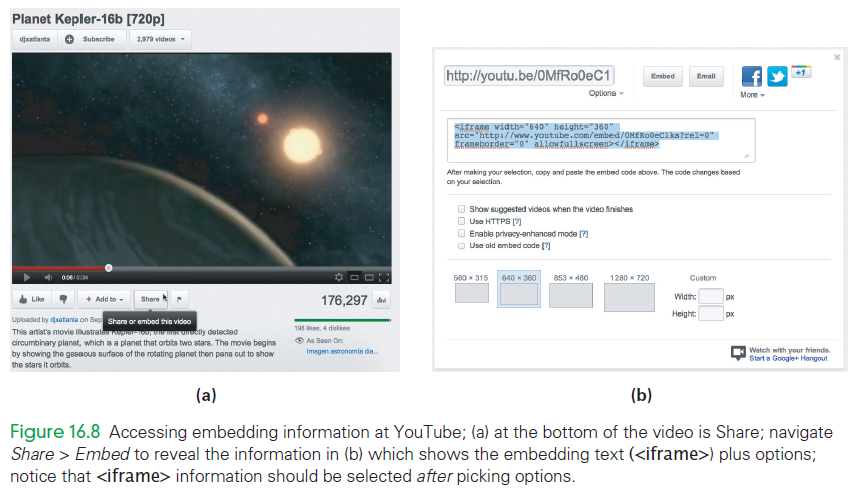 Planet Kepler-16b [720p]
djxatlanta
Subscribe
2,979 videos
0:05 / 0:34
Like
Add to
Share
176,297
Share or embed this video
Uploaded by djxatlanta on Sep
This artist's movie illustrates Kepler-16b, the first directly detected
circumbinary planet, which is a planet that orbits two stars. The movie begins
by showing the gaseous surface of the rotating planet then pans out to show
the stars it orbits.
196 likes, 4 dislikes
As Seen On:
Imagen astronomía dia...
(a)
http://youtu.be/0MfRo0eC1
Embed
Email
+1
Options
More
<iframe width="640" height="360"
src="http://www.youtube.com/embed/0MfRo0eC1ks?rel=0"
frameborder="0" allowfullscreen></iframe>
After making your selection, copy and paste the embed code above. The code changes based
on your selection.
Show suggested videos when the video finishes
Use HTTPS [?]
Enable privacy-enhanced mode [?]
Use old embed code [?]
560 × 315
640 × 360
853 × 480
1280 × 720
Custom
Width: px
Height: px
Watch with your friends.
Start a Google+ Hangout
(b)
Figure 16.8 Accessing embedding information at YouTube; (a) at the bottom of the video is Share; navigate
Share > Embed to reveal the information in (b) which shows the embedding text (<iframe>) plus options;
notice that <iframe> information should be selected after picking options.